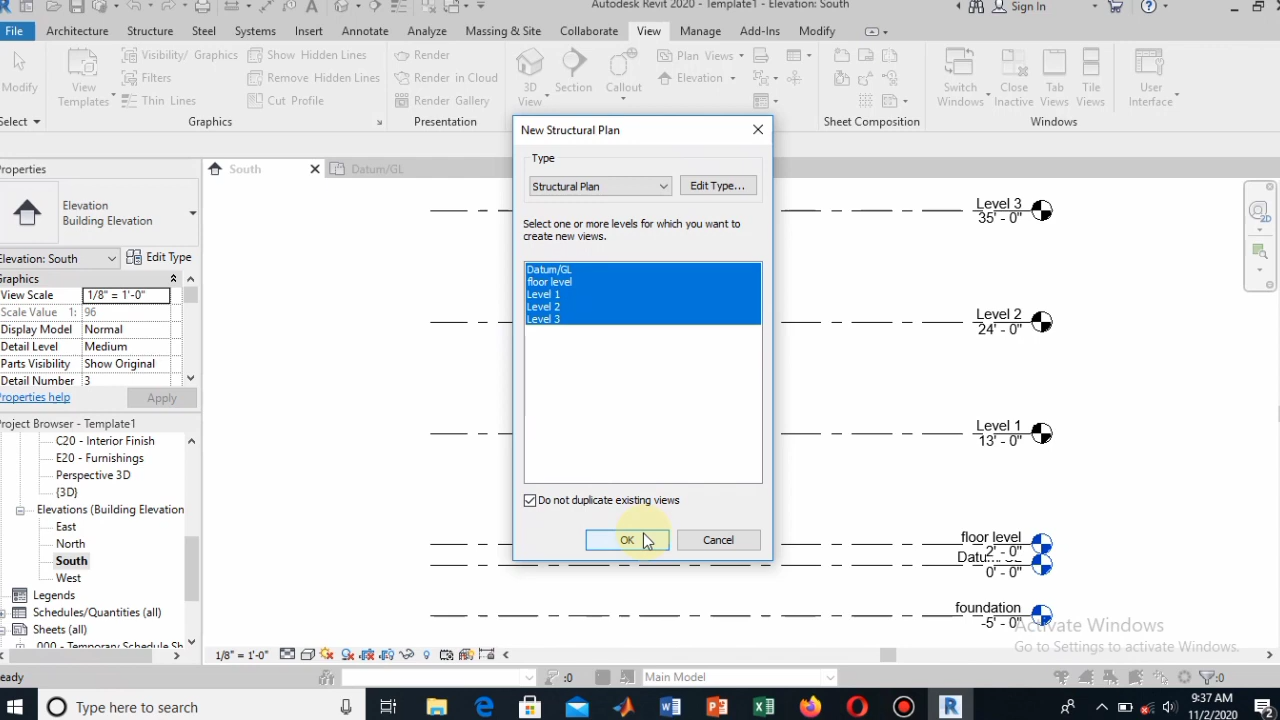 Autodesk Revit 2020 - Template1 - Elevation: South
Sign In
File Architecture Structure Steel Systems Insert Annotate Analyze Massing & Site Collaborate View Manage Add-Ins Modify
Modify
View Templates
Visibility/ Graphics
Filters
Thin Lines
Show Hidden Lines
Remove Hidden Lines
Cut Profile
Render
Render in Cloud
Render Gallery
3D View
Section
Callout
Plan Views
Elevation
Switch Windows
Close Inactive
Tab Views
Tile Views
User Interface
Select
Graphics
Presentation
Sheet Composition
Windows
New Structural Plan
Type
Structural Plan
Edit Type...
Select one or more levels for which you want to
create new views.
Datum/GL
floor level
Level 1
Level 2
Level 3
Do not duplicate existing views
OK
Cancel
Properties
South
Datum/GL
Elevation
Building Elevation
Elevation: South
Edit Type
Graphics
View Scale 1/8" = 1'-0"
Scale Value 1: 96
Display Model Normal
Detail Level Medium
Parts Visibility Show Original
Detail Number 3
Properties help
Apply
Project Browser - Template1
C20 - Interior Finish
E20 - Furnishings
Perspective 3D
{3D}
Elevations (Building Elevation
East
North
South
West
Legends
Schedules/Quantities (all)
Sheets (all)
000 - Temporary Schedule Sh
Level 3
35' - 0"
Level 2
24' - 0"
Level 1
13' - 0"
floor level
2' - 0"
0' - 0"
foundation
-5' - 0"
Activate Windows
Go to Settings to activate Windows.
1/8" = 1'-0"
eady
:0
Main Model
:0
Type here to search
9:37 AM
11/2/2020